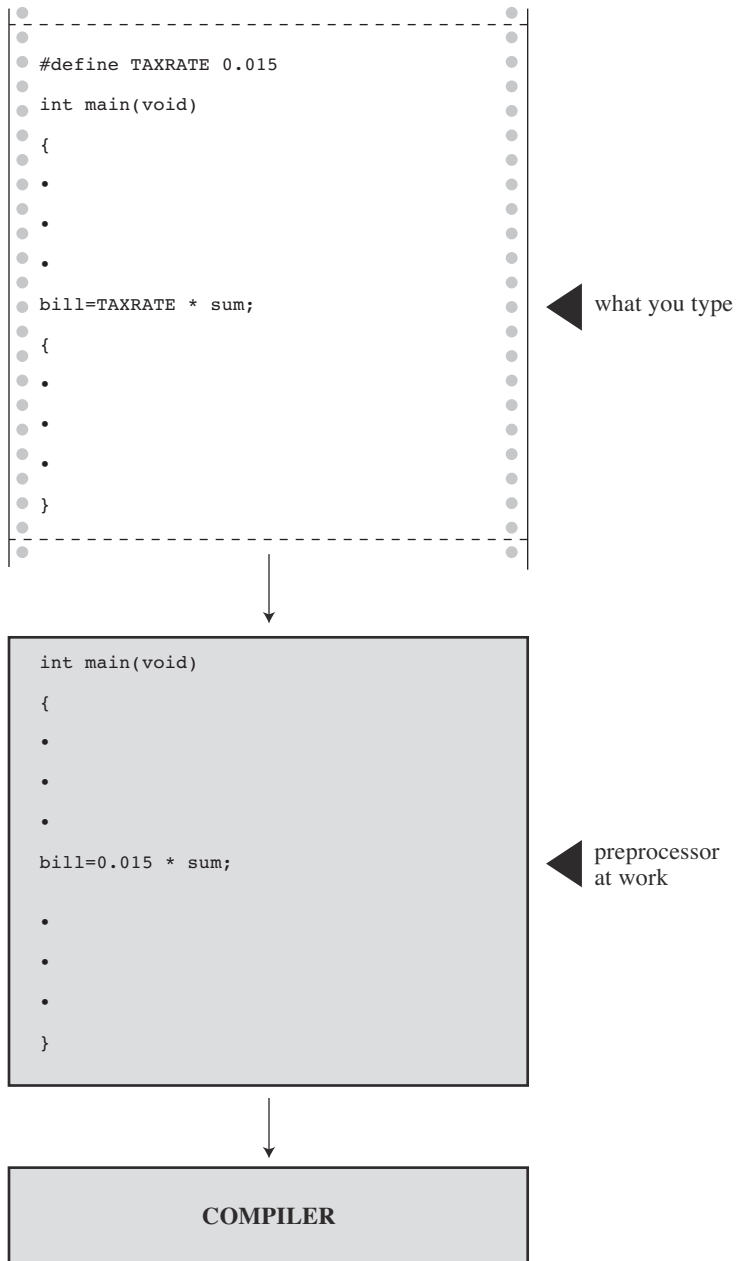 #define TAXRATE 0.015
int main(void)
{
•
•
•
bill=TAXRATE * sum;
{
•
•
•
}
what you type
int main(void)
{
•
•
•
bill=0.015 * sum;
•
•
•
}
preprocessor
at work
COMPILER